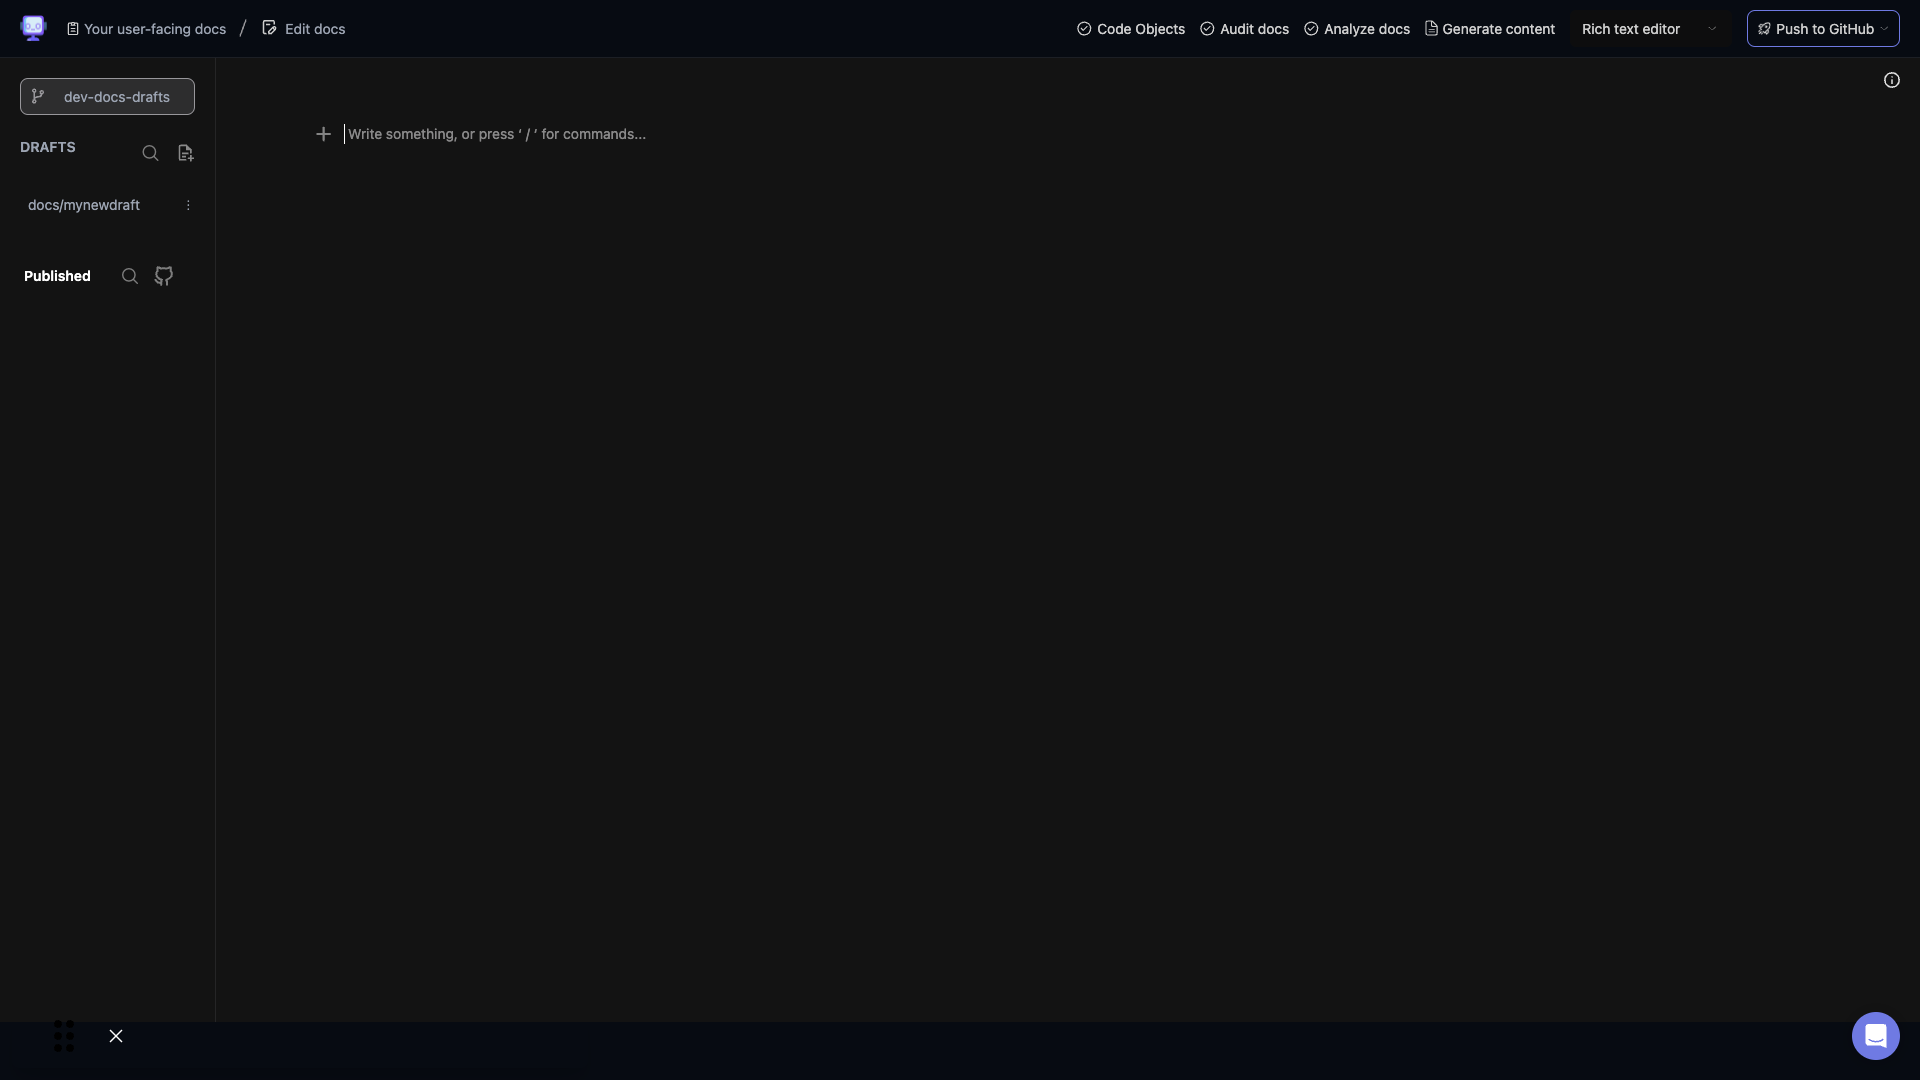 Your user-facing docs / Edit docs
Code Objects
Audit docs
Analyze docs
Generate content
Rich text editor
Push to GitHub
dev-docs-drafts
DRAFTS
docs/mynewdraft
Published
Write something, or press ‘ / ’ for commands...